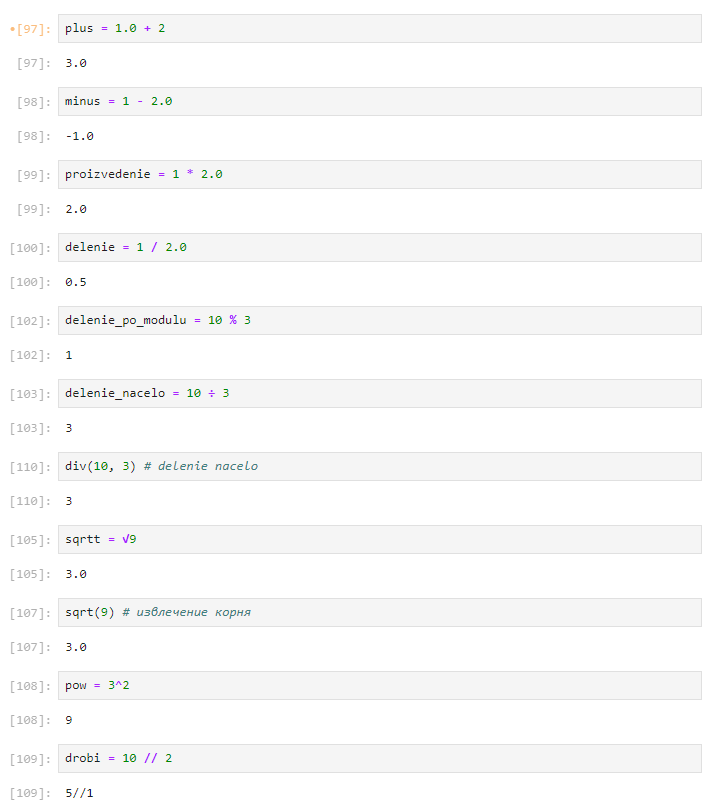 •[97]: plus = 1.0 + 2
[97]: 3.0
[98]: minus = 1 - 2.0
[98]: -1.0
[99]: proizvedenie = 1 * 2.0
[99]: 2.0
[100]: delenie = 1 / 2.0
[100]: 0.5
[102]: delenie_po_modulu = 10 % 3
[102]: 1
[103]: delenie_nacelo = 10 ÷ 3
[103]: 3
[110]: div(10, 3) # delenie nacelo
[110]: 3
[105]: sqrtt = √9
[105]: 3.0
[107]: sqrt(9) # извлечение корня
[107]: 3.0
[108]: pow = 3^2
[108]: 9
[109]: drobi = 10 // 2
[109]: 5//1